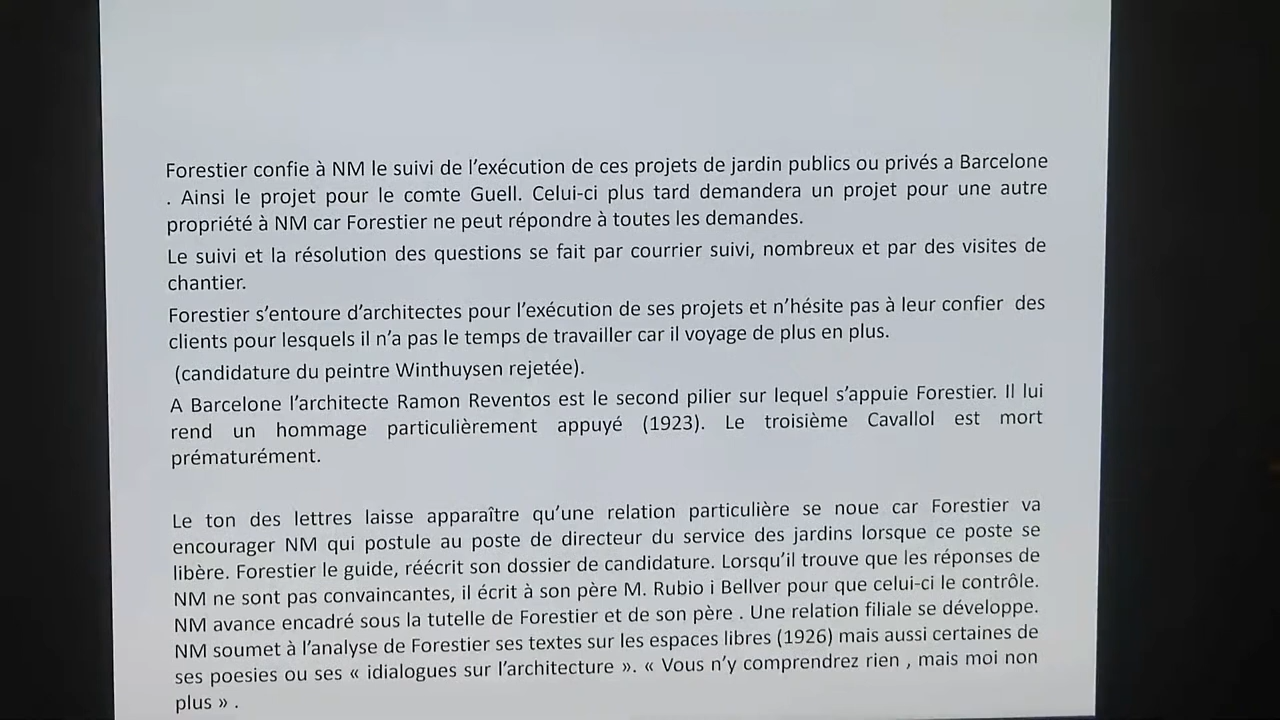 Forestier confie à NM le suivi de l'exécution de ces projets de jardin publics ou privés a Barcelone
. Ainsi le projet pour le comte Guell. Celui-ci plus tard demandera un projet pour une autre
propriété à NM car Forestier ne peut répondre à toutes les demandes.
Le suivi et la résolution des questions se fait par courrier suivi, nombreux et par des visites de
chantier.
Forestier s'entoure d'architectes pour l'exécution de ses projets et n'hésite pas à leur confier des
clients pour lesquels il n'a pas le temps de travailler car il voyage de plus en plus.
(candidature du peintre Winthuysen rejetée).
A Barcelone l'architecte Ramon Reventos est le second pilier sur lequel s'appuie Forestier. Il lui
rend un hommage particulièrement appuyé (1923). Le troisième Cavallol est mort
prématurément.
Le ton des lettres laisse apparaître qu'une relation particulière se noue car Forestier va
encourager NM qui postule au poste de directeur du service des jardins lorsque ce poste se
libère. Forestier le guide, réécrit son dossier de candidature. Lorsqu'il trouve que les réponses de
NM ne sont pas convaincantes, il écrit à son père M. Rubio i Bellver pour que celui-ci le contrôle.
NM avance encadré sous la tutelle de Forestier et de son père . Une relation filiale se développe.
NM soumet à l'analyse de Forestier ses textes sur les espaces libres (1926) mais aussi certaines de
ses poesies ou ses « idialogues sur l'architecture ». « Vous n'y comprendrez rien , mais moi non
plus » .